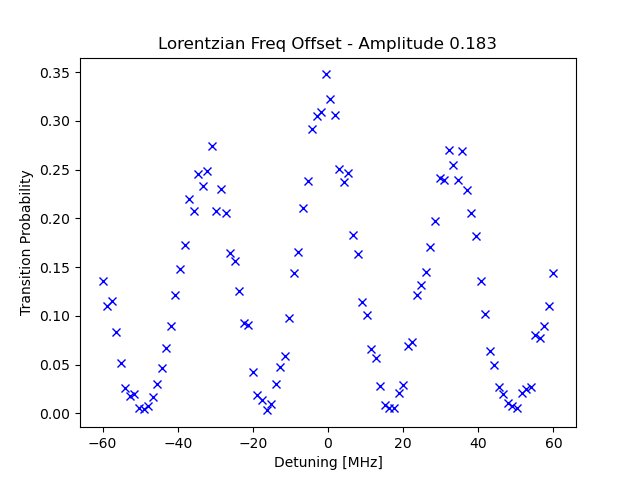 Lorentzian Freq Offset - Amplitude 0.183
Transition Probability
0.35
0.30
0.25
0.20
0.15
0.10
0.05
0.00
−60 −40 −20 0 20 40 60
Detuning [MHz]